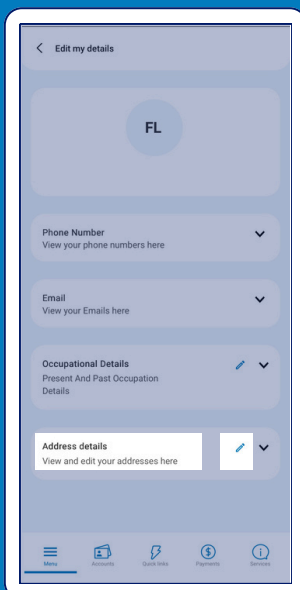 Edit my details
FL
Phone Number
View your phone numbers here
Email
View your Emails here
Occupational Details
Present And Past Occupation
Details
Address details
View and edit your addresses here
Menu Accounts Quick links Payments Services